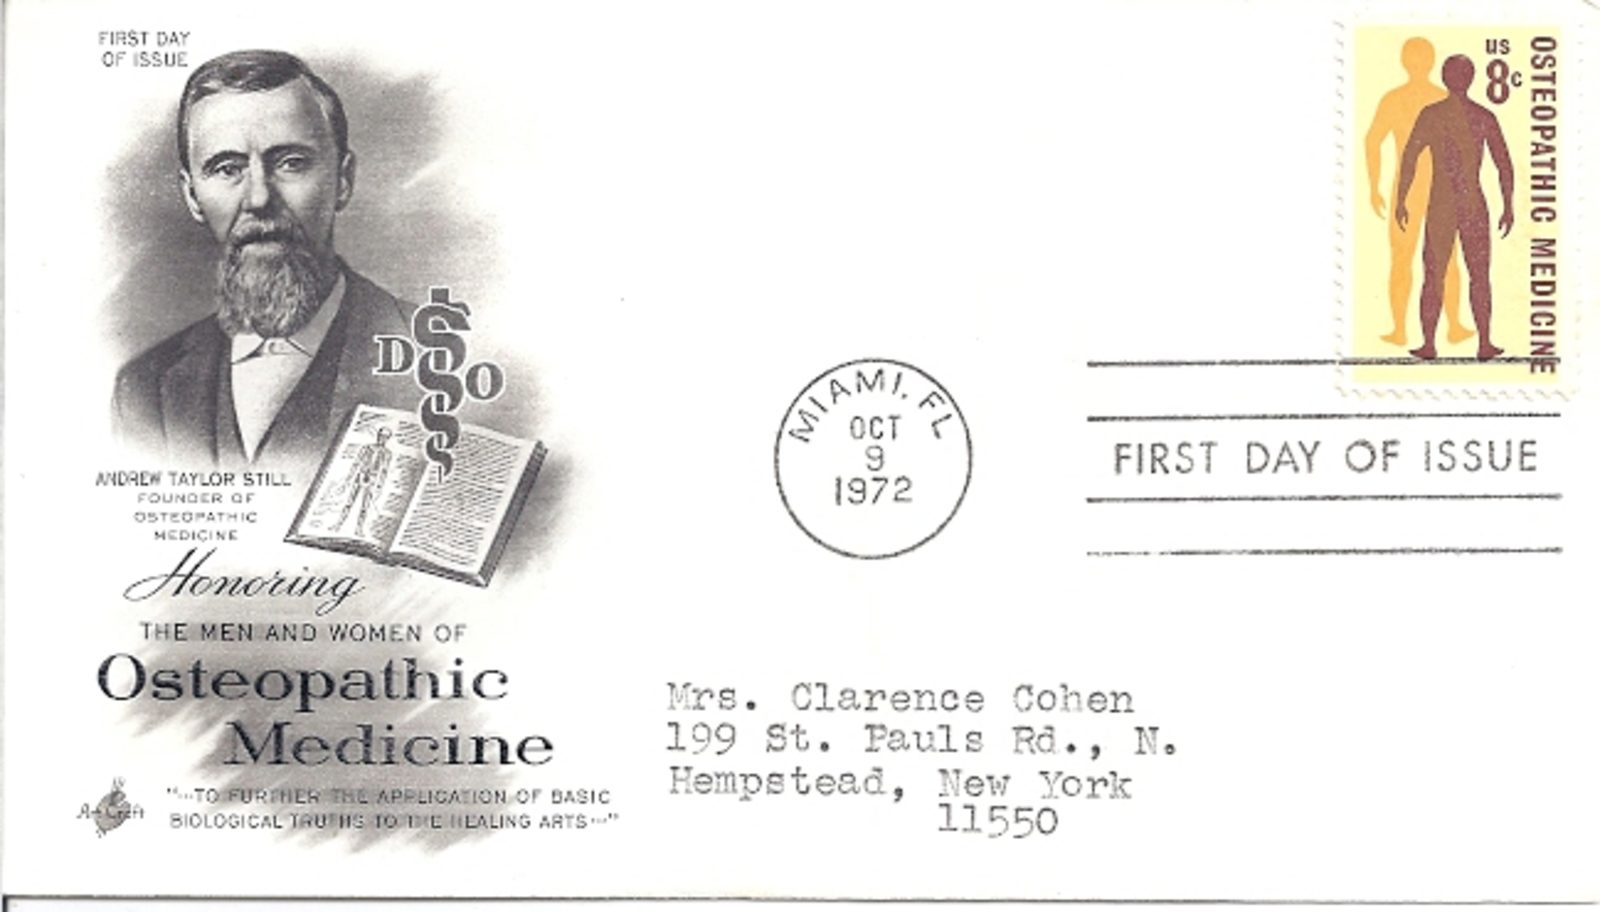 FIRST DAY
OF ISSUE
ANDREW TAYLOR STILL
FOUNDER OF
OSTEOPATHIC
MEDICINE
D O
Honoring
THE MEN AND WOMEN OF
Osteopathic
Medicine
"...TO FURTHER THE APPLICATION OF BASIC
BIOLOGICAL TRUTHS TO THE HEALING ARTS..."
Art Craft
MIAMI, FL
OCT
9
1972
US
8c
OSTEOPATHIC MEDICINE
FIRST DAY OF ISSUE
Mrs. Clarence Cohen
199 St. Pauls Rd., N.
Hempstead, New York
11550